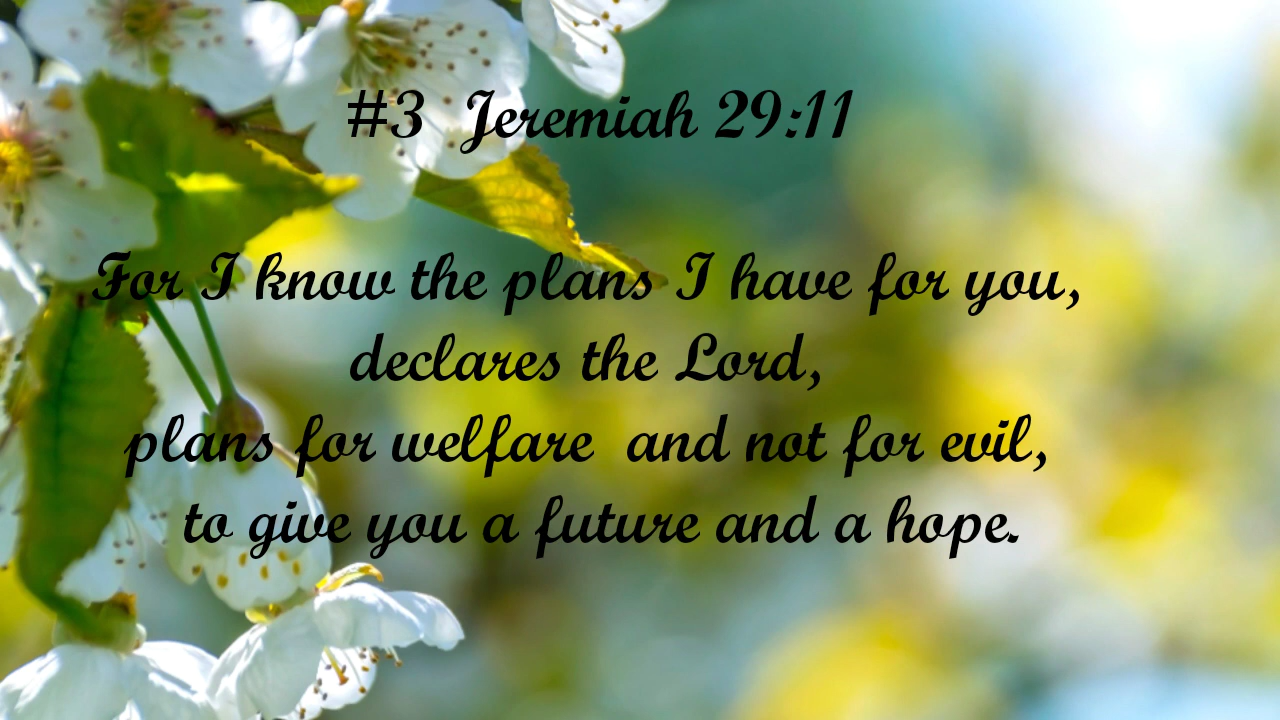 #3 Jeremiah 29:11
For I know the plans I have for you,
declares the Lord,
plans for welfare and not for evil,
to give you a future and a hope.